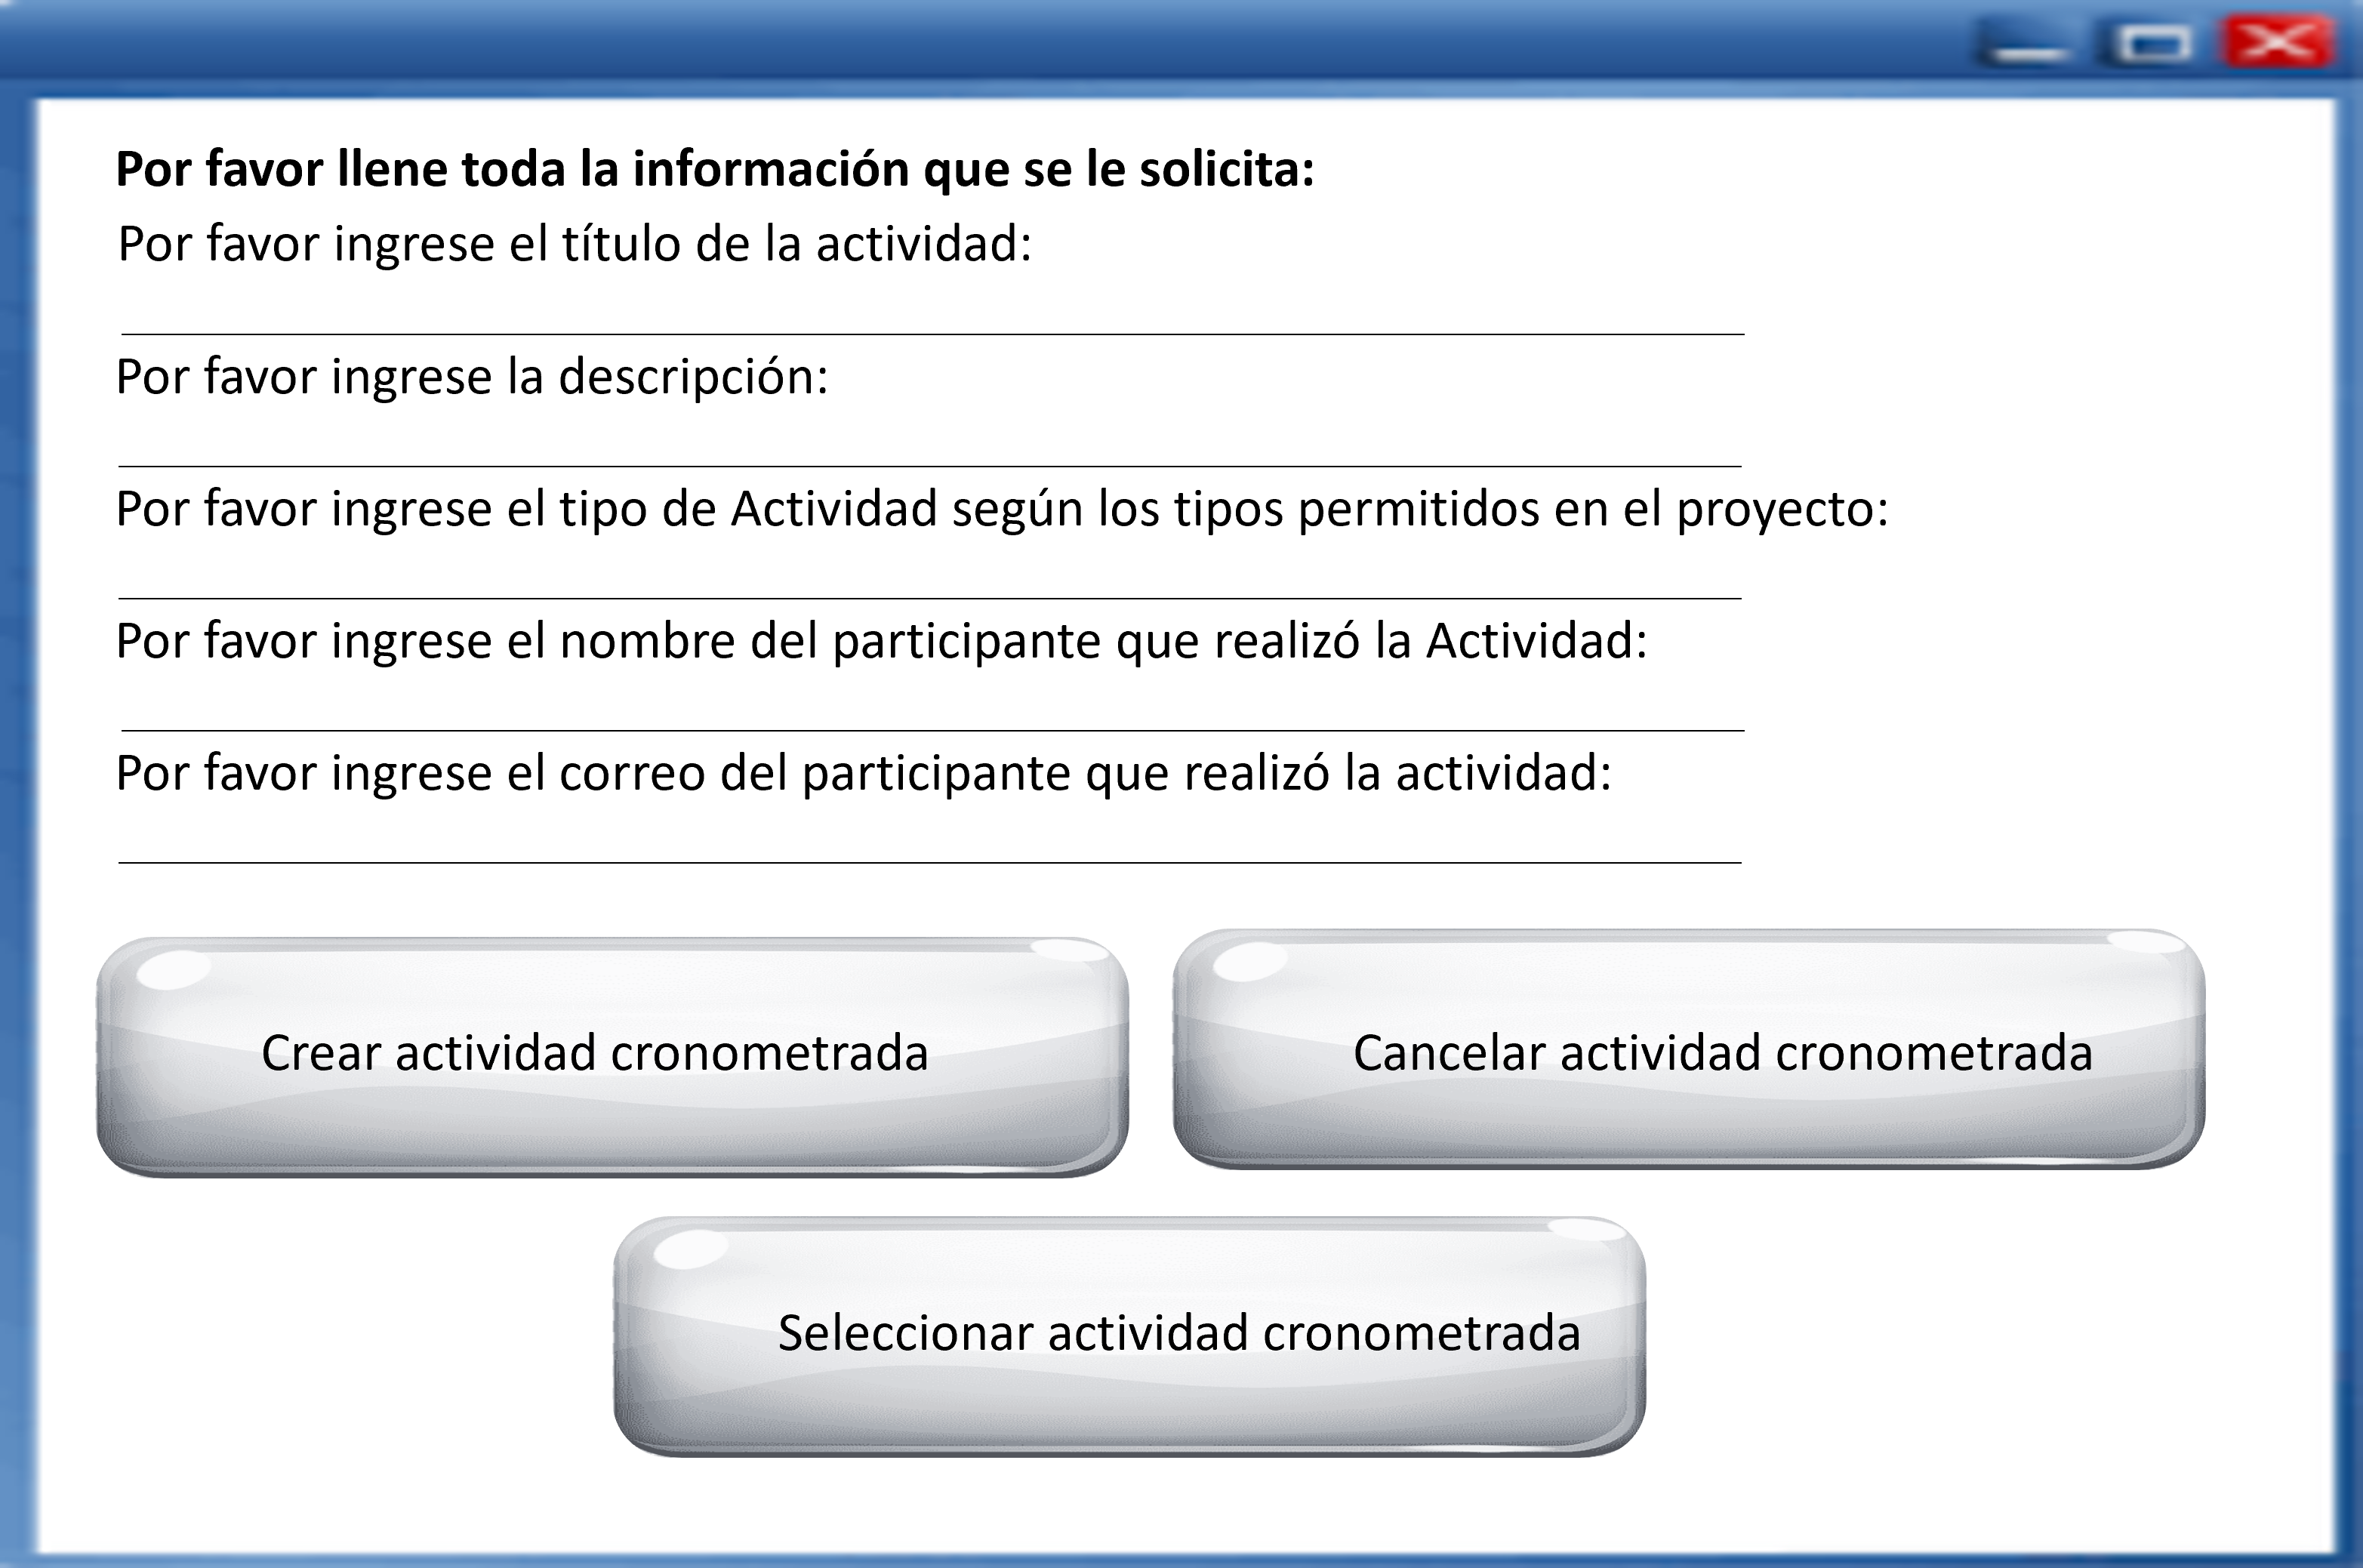 Por favor llene toda la información que se le solicita:
Por favor ingrese el título de la actividad:
Por favor ingrese la descripción:
Por favor ingrese el tipo de Actividad según los tipos permitidos en el proyecto:
Por favor ingrese el nombre del participante que realizó la Actividad:
Por favor ingrese el correo del participante que realizó la actividad:
Crear actividad cronometrada
Cancelar actividad cronometrada
Seleccionar actividad cronometrada